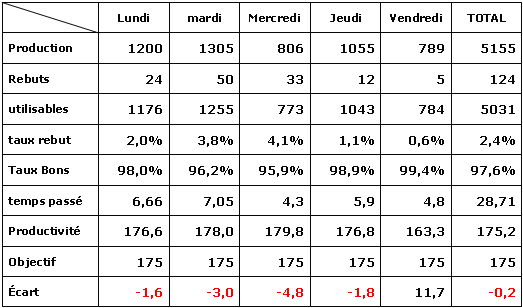 Lundi mardi Mercredi Jeudi Vendredi TOTAL
Production 1200 1305 806 1055 789 5155
Rebuts 24 50 33 12 5 124
utilisables 1176 1255 773 1043 784 5031
taux rebut 2,0% 3,8% 4,1% 1,1% 0,6% 2,4%
Taux Bons 98,0% 96,2% 95,9% 98,9% 99,4% 97,6%
temps passé 6,66 7,05 4,3 5,9 4,8 28,71
Productivité 176,6 178,0 179,8 176,8 163,3 175,2
Objectif 175 175 175 175 175 175
Écart -1,6 -3,0 -4,8 -1,8 11,7 -0,2